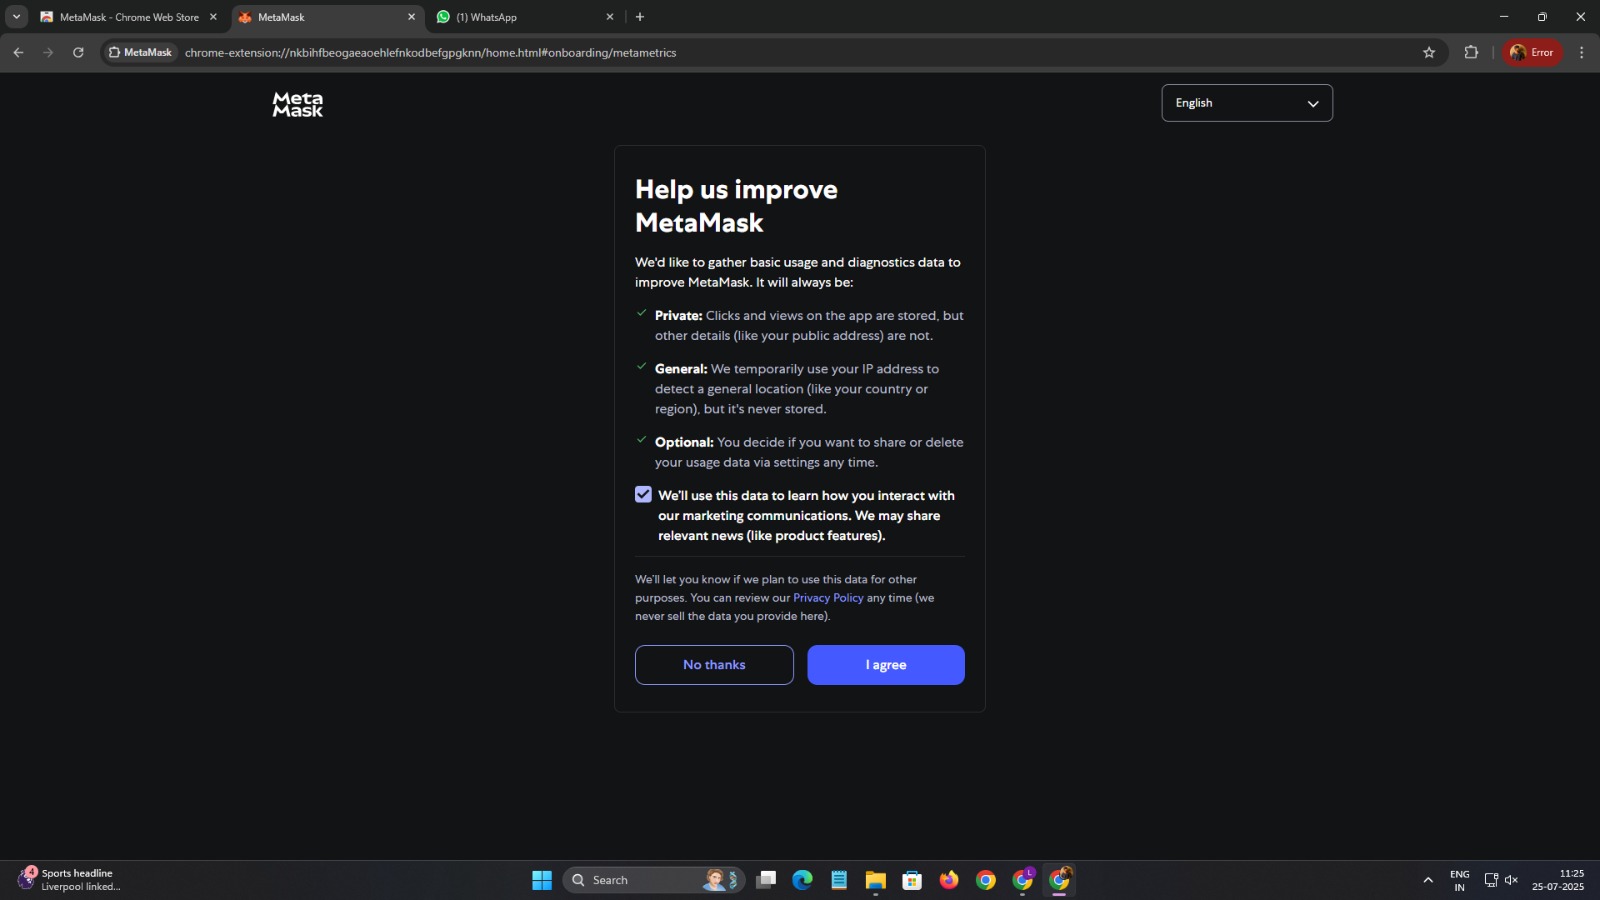 MetaMask - Chrome Web Store
MetaMask
(1) WhatsApp
MetaMask
chrome-extension://nkbihfbeogaeaoehlefnkodbefgpgknn/home.html#onboarding/metametrics
Error
Meta
Mask
English
Help us improve
MetaMask
We'd like to gather basic usage and diagnostics data to
improve MetaMask. It will always be:
Private: Clicks and views on the app are stored, but
other details (like your public address) are not.
General: We temporarily use your IP address to
detect a general location (like your country or
region), but it's never stored.
Optional: You decide if you want to share or delete
your usage data via settings any time.
We'll use this data to learn how you interact with
our marketing communications. We may share
relevant news (like product features).
We'll let you know if we plan to use this data for other
purposes. You can review our Privacy Policy any time (we
never sell the data you provide here).
No thanks
I agree
4
Sports headline
Liverpool linked...
Search
L
ENG
IN
11:25
25-07-2025